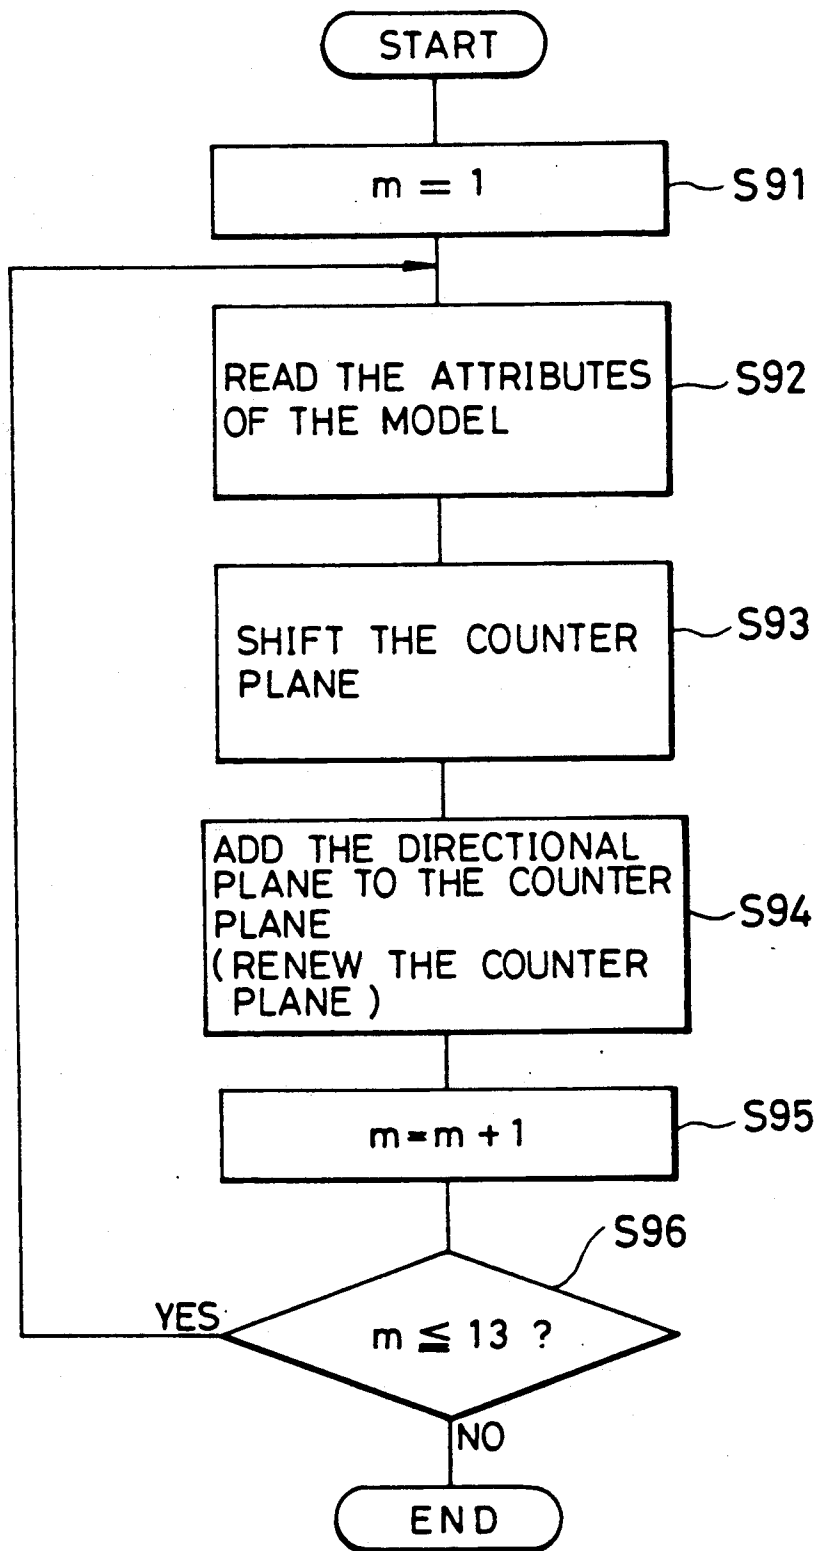 START
m = 1
S91
READ THE ATTRIBUTES
OF THE MODEL
S92
SHIFT THE COUNTER
PLANE
S93
ADD THE DIRECTIONAL
PLANE TO THE COUNTER
PLANE
(RENEW THE COUNTER
PLANE)
S94
m = m + 1
S95
S96
m ≦ 13 ?
YES
NO
END